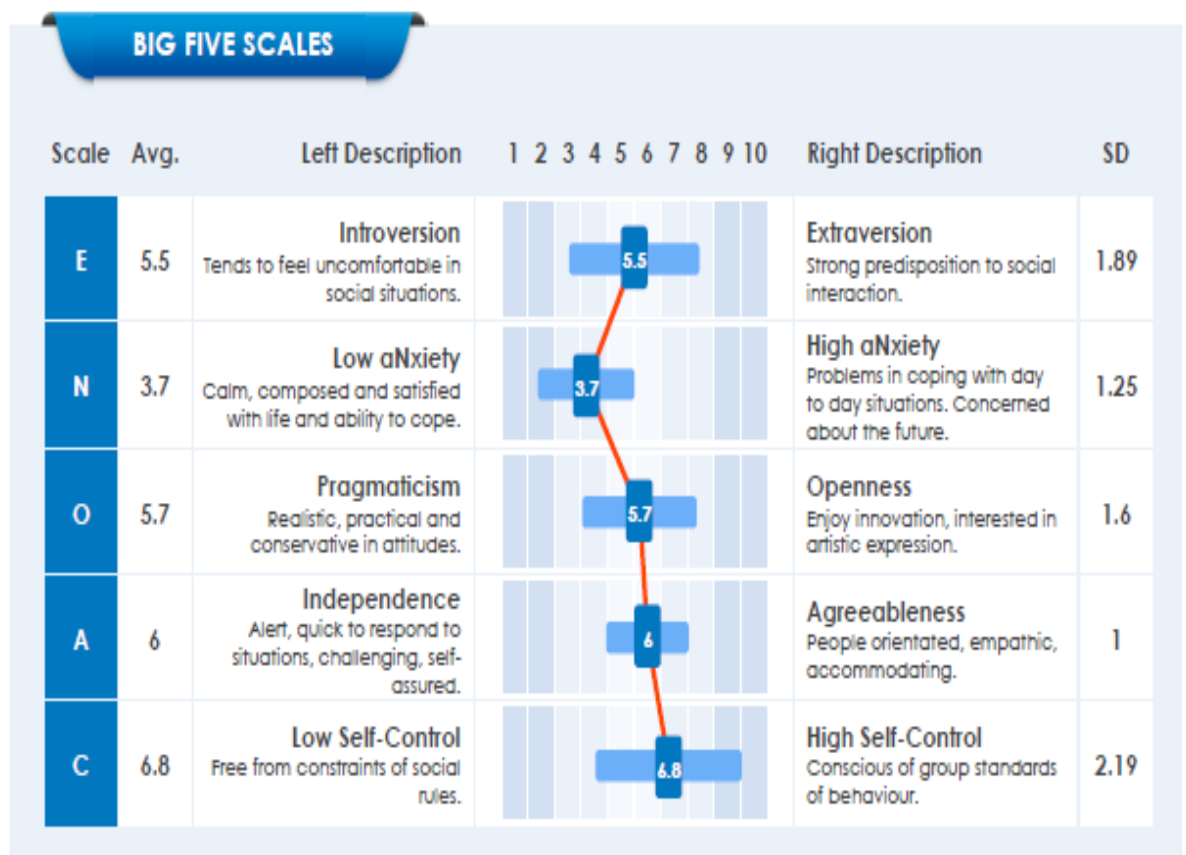 BIG FIVE SCALES
Scale Avg. Left Description 1 2 3 4 5 6 7 8 9 10 Right Description SD
E 5.5
Introversion
Tends to feel uncomfortable in
social situations.
5.5
Extraversion
Strong predisposition to social
interaction.
1.89
N 3.7
Low aNxiety
Calm, composed and satisfied
with life and ability to cope.
3.7
High aNxiety
Problems in coping with day
to day situations. Concerned
about the future.
1.25
O 5.7
Pragmaticism
Realistic, practical and
conservative in attitudes.
5.7
Openness
Enjoy innovation, interested in
artistic expression.
1.6
A 6
Independence
Alert, quick to respond to
situations, challenging, self-
assured.
6
Agreeableness
People orientated, empathic,
accommodating.
1
C 6.8
Low Self-Control
Free from constraints of social
rules.
6.8
High Self-Control
Conscious of group standards
of behaviour.
2.19